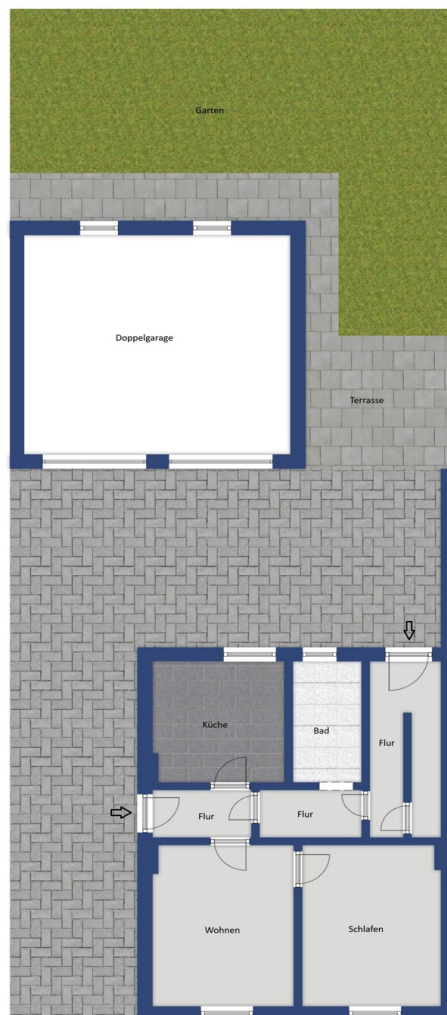 Garten
Doppelgarage
Terrasse
Küche
Bad
Flur
Flur
Flur
Wohnen
Schlafen